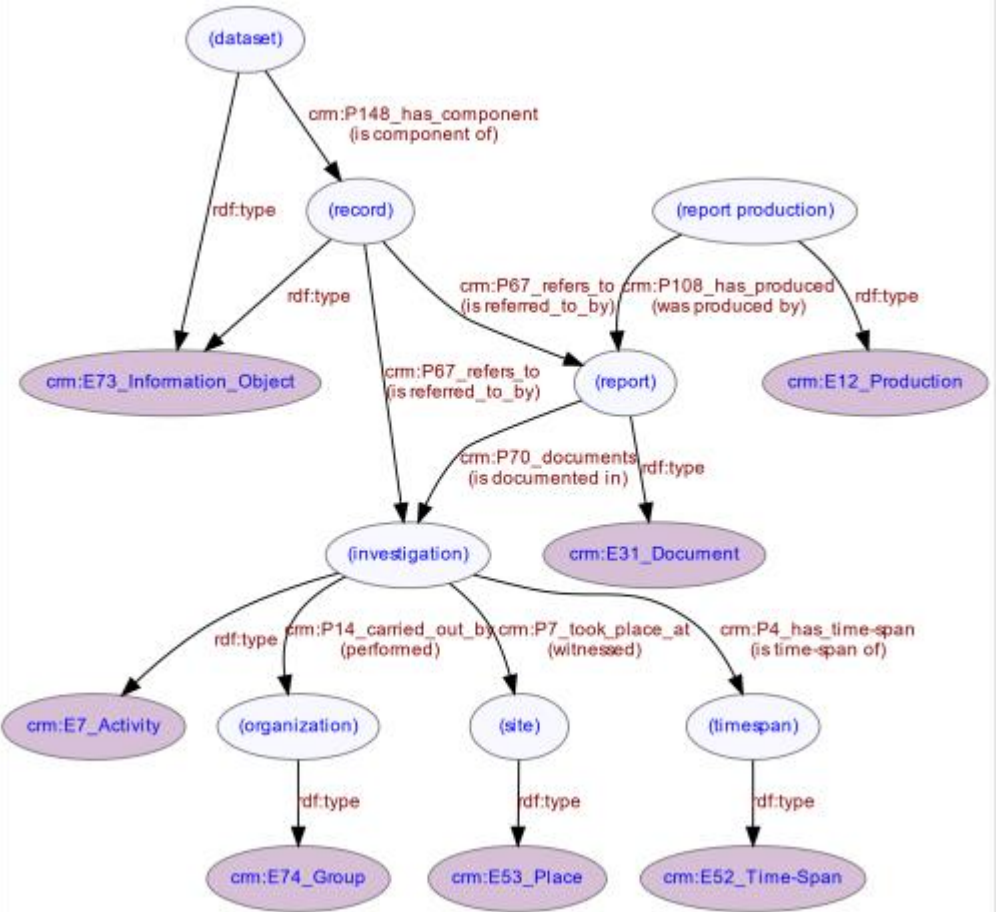 (dataset)
crm:P148_has_component
(is component of)
rdf:type
(record)
(report production)
rdf:type
crm:P67_refers_to
(is referred_to_by)
crm:P108_has_produced
(was produced by)
rdf:type
crm:E73_Information_Object
crm:P67_refers_to
(is referred_to_by)
(report)
crm:E12_Production
crm:P70_documents
(is documented in)
rdf:type
(investigation)
crm:E31_Document
rdf:type
crm:P14_carried_out_by
(performed)
crm:P7_took_place_at
(witnessed)
crm:P4_has_time-span
(is time-span of)
crm:E7_Activity
(organization)
(site)
(timespan)
rdf:type
rdf:type
rdf:type
crm:E74_Group
crm:E53_Place
crm:E52_Time-Span